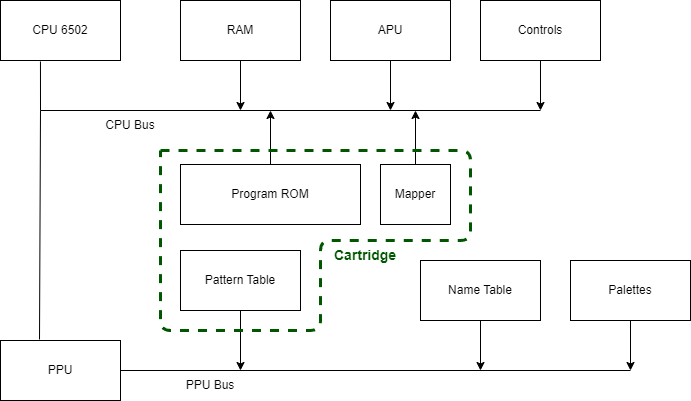 CPU 6502
RAM
APU
Controls
CPU Bus
Program ROM
Mapper
Cartridge
Pattern Table
Name Table
Palettes
PPU
PPU Bus